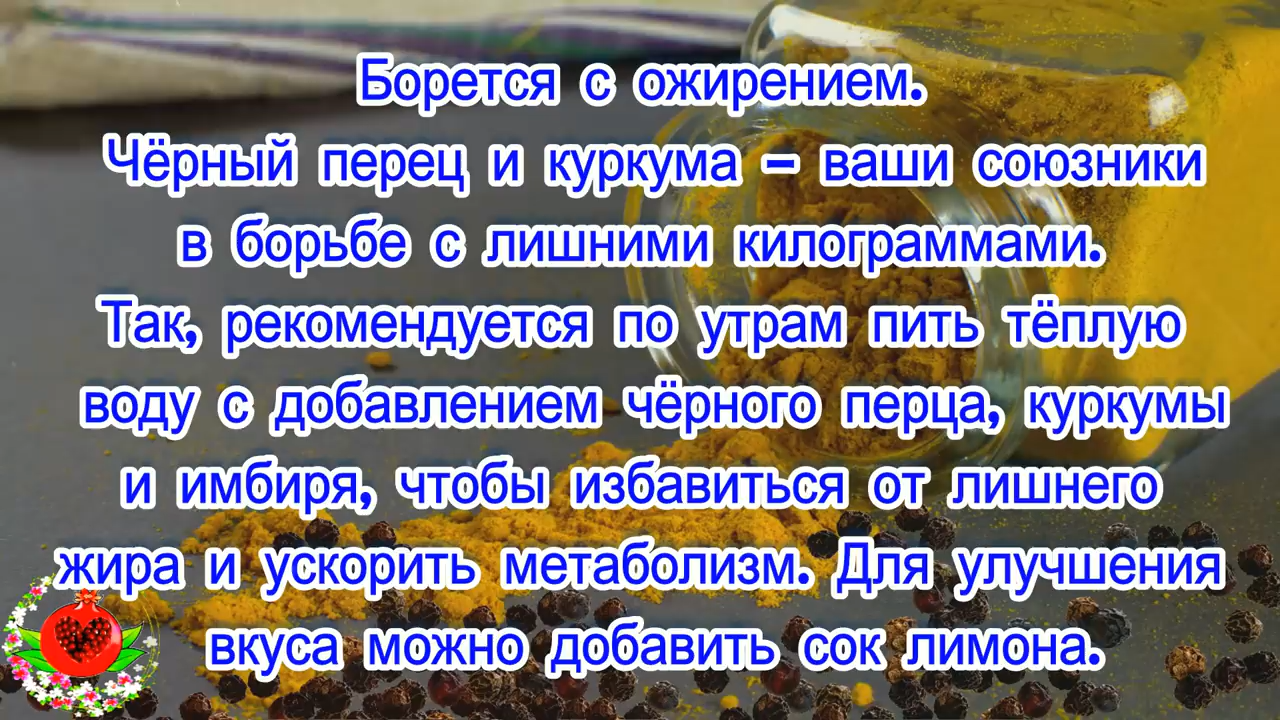 Борется с ожирением.
Чёрный перец и куркума – ваши союзники
в борьбе с лишними килограммами.
Так, рекомендуется по утрам пить тёплую
воду с добавлением чёрного перца, куркумы
и имбиря, чтобы избавиться от лишнего
жира и ускорить метаболизм. Для улучшения
вкуса можно добавить сок лимона.